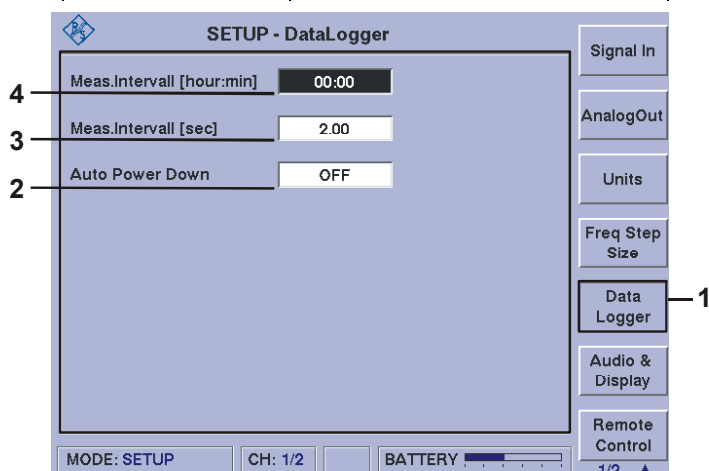 SETUP - DataLogger
Signal In
4
Meas.Intervall [hour:min] 00:00
AnalogOut
3
Meas.Intervall [sec] 2.00
2
Auto Power Down OFF
Units
Freq Step
Size
Data
Logger
1
Audio &
Display
Remote
Control
MODE: SETUP CH: 1/2 BATTERY
1/2